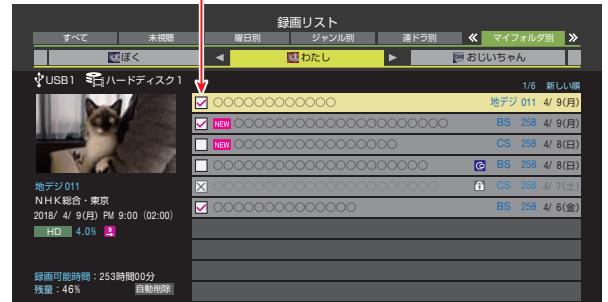 録画リスト
すべて 未視聴 曜日別 ジャンル別 連ドラ別 マイフォルダ別
ぼく わたし おじいちゃん
USB1 ハードディスク1
1/6 新しい順
○○○○○○○○○○○○ 地デジ 011 4/ 9(月)
NEW ○○○○○○○○○○○○○○○○○○○○○ BS 258 4/ 9(月)
NEW ○○○○○○○○○○○○○○○○ CS 258 4/ 8(日)
○○○○○○○○○○○○○○○○○○○○○ BS 258 4/ 8(日)
○○○○○○○○○○○○○○○○○○○○○○ CS 258 4/ 7(土)
○○○○○○○○○○○○○○ BS 258 4/ 6(金)
地デジ011
NHK総合・東京
2018/ 4/ 9(月) PM 9:00 (02:00)
HD 4.0%
録画可能時間：253時間00分
残量：46% 自動削除